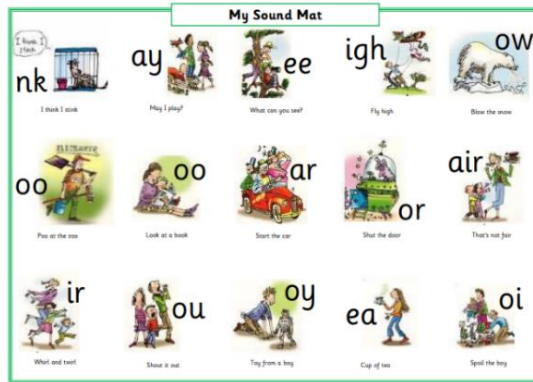 My Sound Mat
I think I
stink
nk
ay
ee
igh
ow
I think I stink
May I play?
What can you see?
Fly high
Blow the snow
oo
oo
ar
or
air
Poo at the zoo
Look at a book
Start the car
Shut the door
That's not fair
ir
ou
oy
ea
oi
Whirl and twirl
Shout it out
Toy from a boy
Cup of tea
Spoil the boy